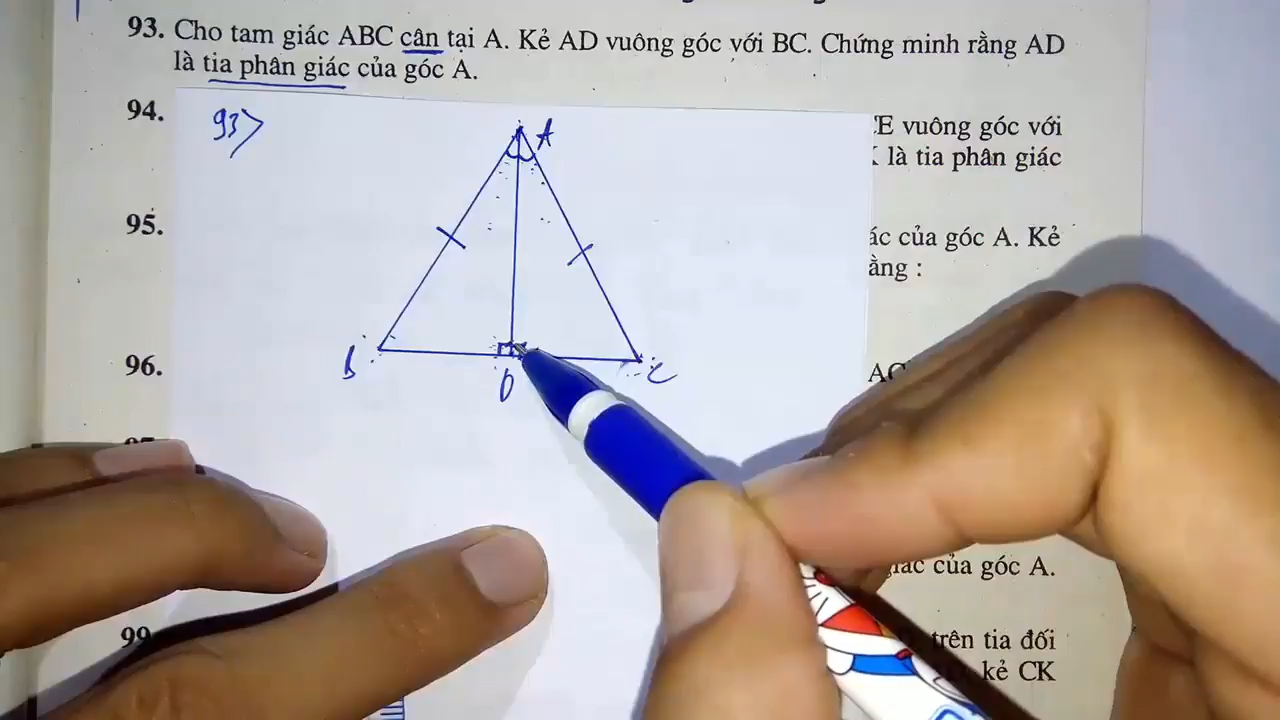 93. Cho tam giác ABC cân tại A. Kẻ AD vuông góc với BC. Chứng minh rằng AD
là tia phân giác của góc A.
94.
E vuông góc với
là tia phân giác
93>
A
95.
ác của góc A. Kẻ
ằng :
B
D
C
96.
giác của góc A.
99
trên tia đối
kẻ CK